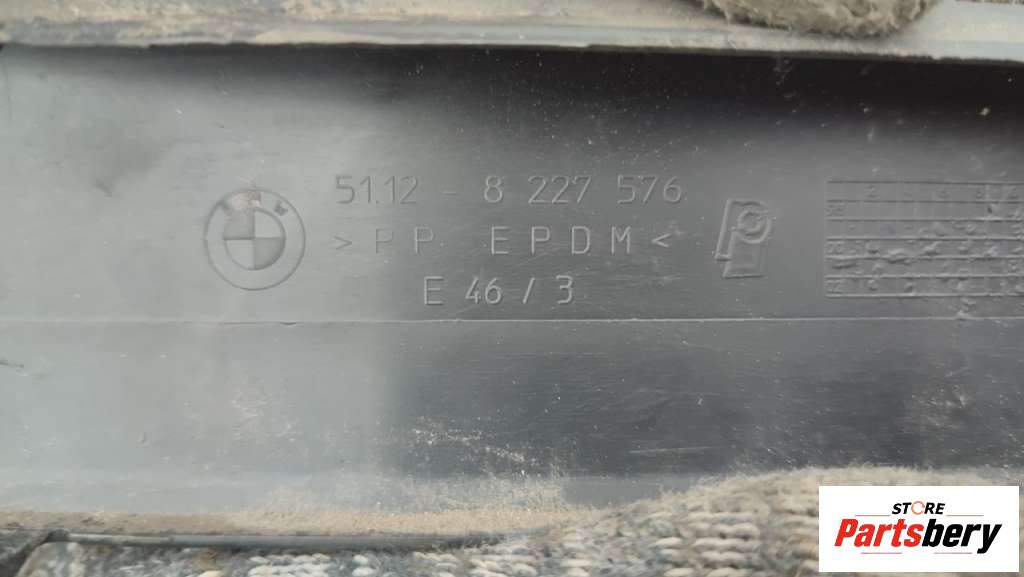 51.12 - 8 227 576
> PP EPDM <
E 46 / 3
STORE
Partsbery